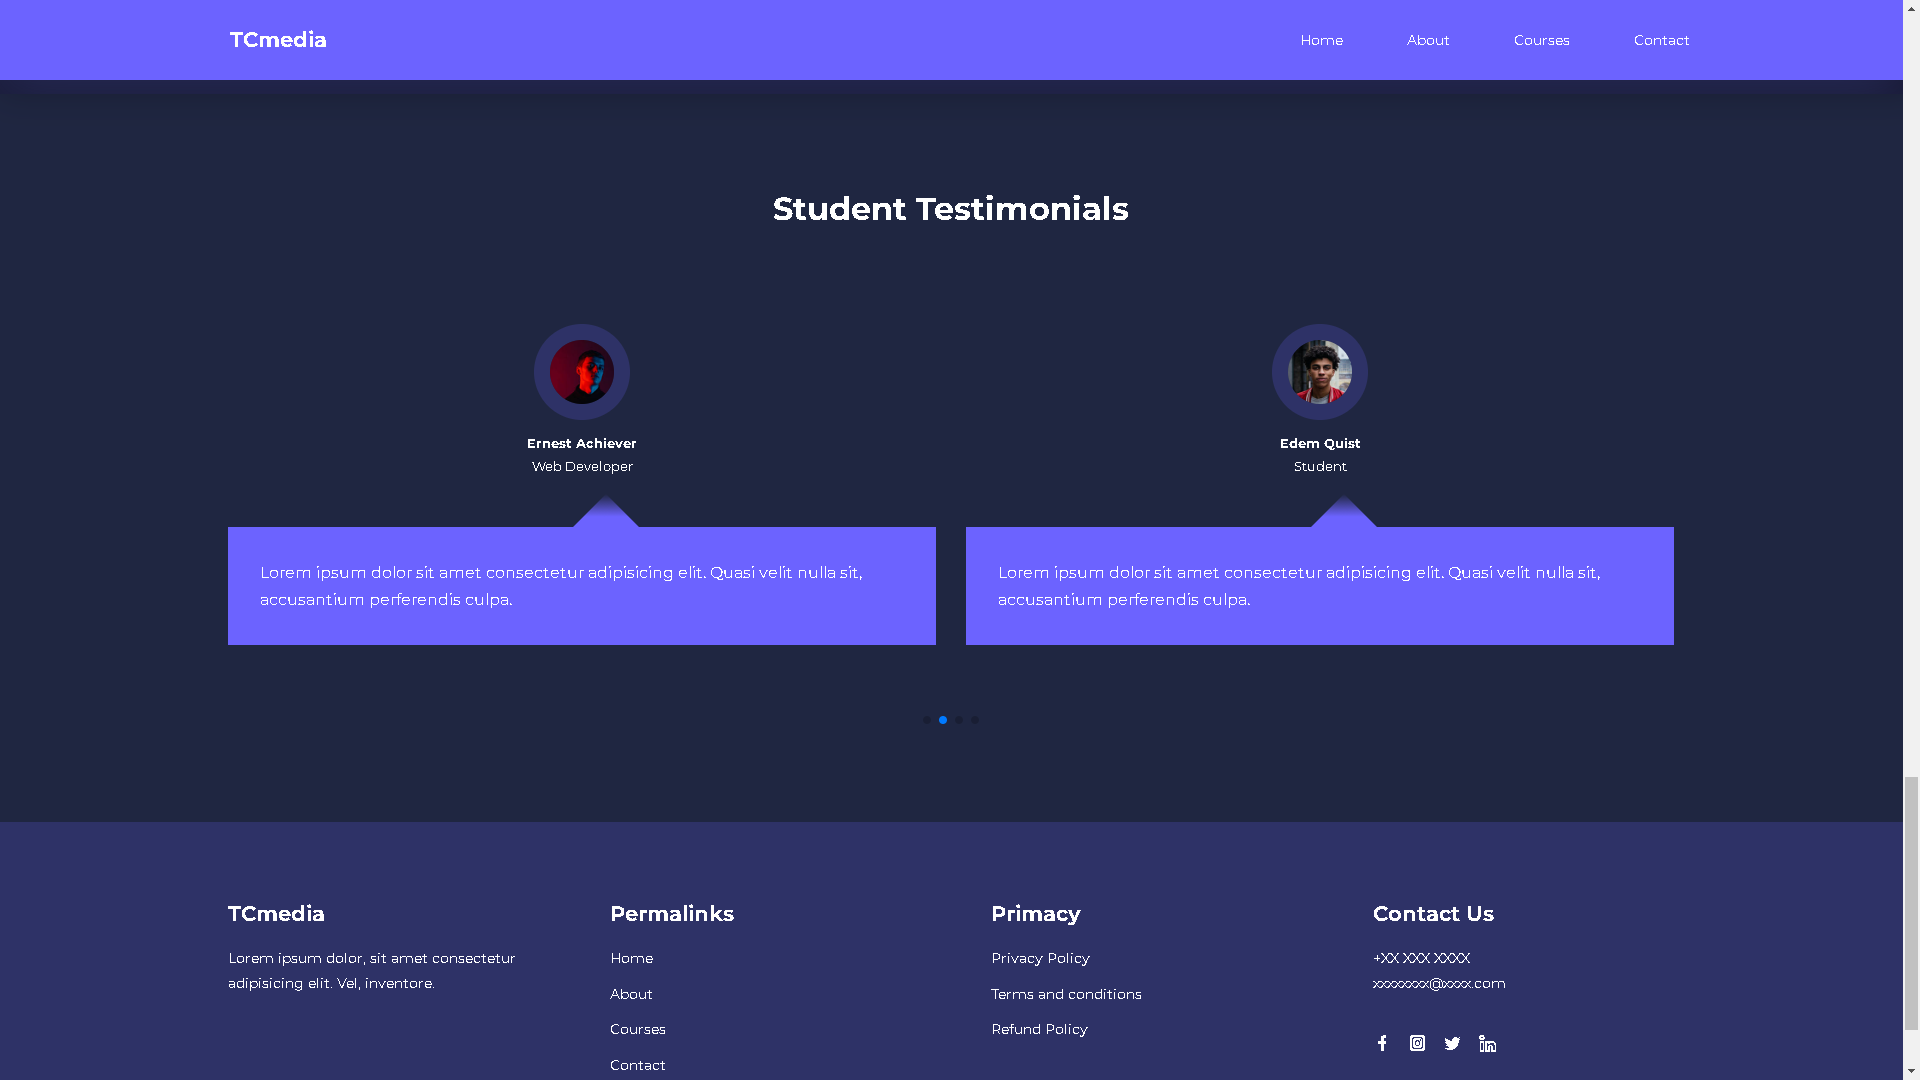 TCmedia
Home
About
Courses
Contact
Student Testimonials
Ernest Achiever
Web Developer
Lorem ipsum dolor sit amet consectetur adipisicing elit. Quasi velit nulla sit,
accusantium perferendis culpa.
Edem Quist
Student
Lorem ipsum dolor sit amet consectetur adipisicing elit. Quasi velit nulla sit,
accusantium perferendis culpa.
TCmedia
Lorem ipsum dolor, sit amet consectetur
adipisicing elit. Vel, inventore.
Permalinks
Home
About
Courses
Contact
Primacy
Privacy Policy
Terms and conditions
Refund Policy
Contact Us
+XX XXX XXXX
xxxxxxx@xxxx.com